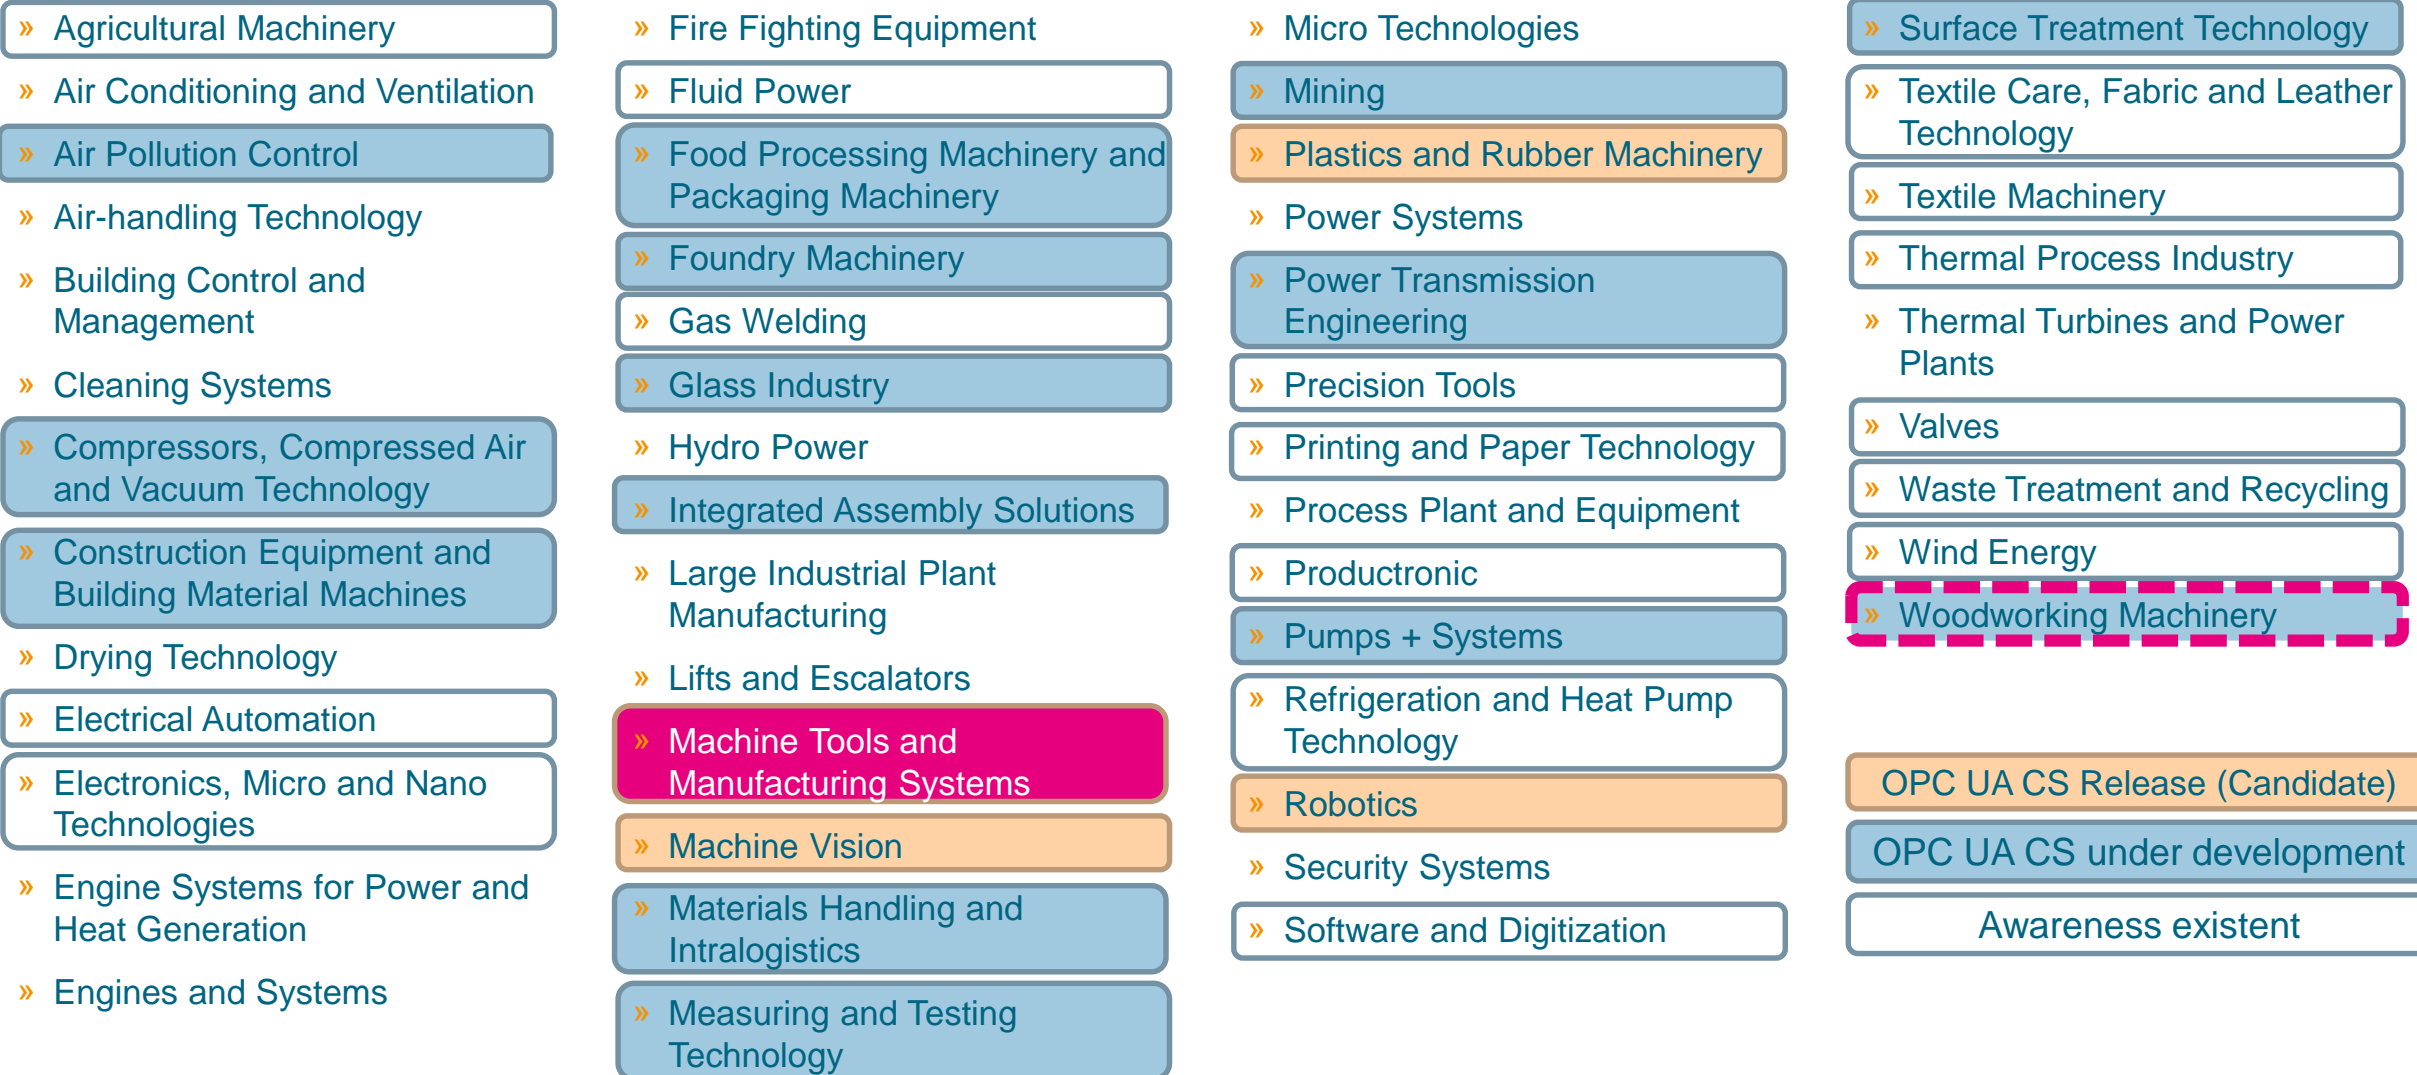 » Agricultural Machinery
» Air Conditioning and Ventilation
» Air Pollution Control
» Air-handling Technology
» Building Control and
Management
» Cleaning Systems
» Compressors, Compressed Air
and Vacuum Technology
» Construction Equipment and
Building Material Machines
» Drying Technology
» Electrical Automation
» Electronics, Micro and Nano
Technologies
» Engine Systems for Power and
Heat Generation
» Engines and Systems
» Fire Fighting Equipment
» Fluid Power
» Food Processing Machinery and
Packaging Machinery
» Foundry Machinery
» Gas Welding
» Glass Industry
» Hydro Power
» Integrated Assembly Solutions
» Large Industrial Plant
Manufacturing
» Lifts and Escalators
» Machine Tools and
Manufacturing Systems
» Machine Vision
» Materials Handling and
Intralogistics
» Measuring and Testing
Technology
» Micro Technologies
» Mining
» Plastics and Rubber Machinery
» Power Systems
» Power Transmission
Engineering
» Precision Tools
» Printing and Paper Technology
» Process Plant and Equipment
» Productronic
» Pumps + Systems
» Refrigeration and Heat Pump
Technology
» Robotics
» Security Systems
» Software and Digitization
» Surface Treatment Technology
» Textile Care, Fabric and Leather
Technology
» Textile Machinery
» Thermal Process Industry
» Thermal Turbines and Power
Plants
» Valves
» Waste Treatment and Recycling
» Wind Energy
» Woodworking Machinery
OPC UA CS Release (Candidate)
OPC UA CS under development
Awareness existent